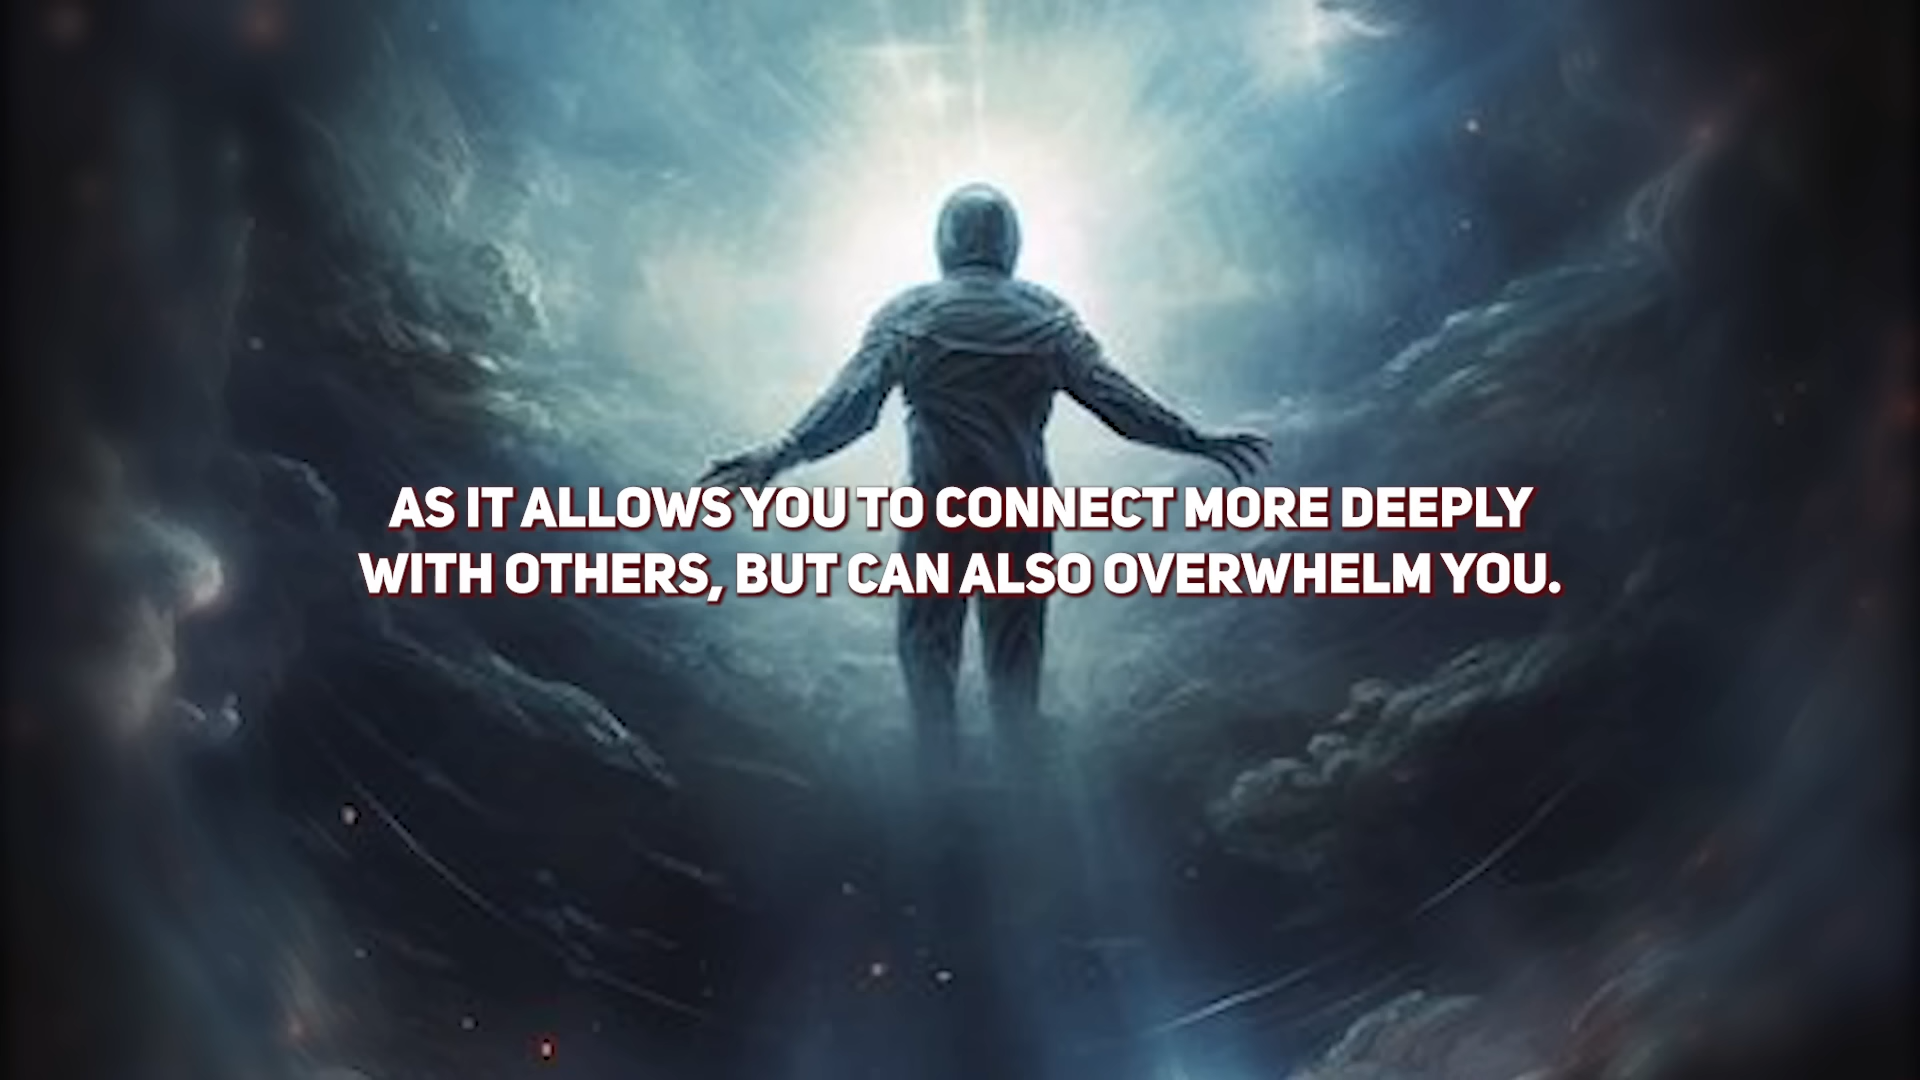 AS IT ALLOWS YOU TO CONNECT MORE DEEPLY
WITH OTHERS, BUT CAN ALSO OVERWHELM YOU.